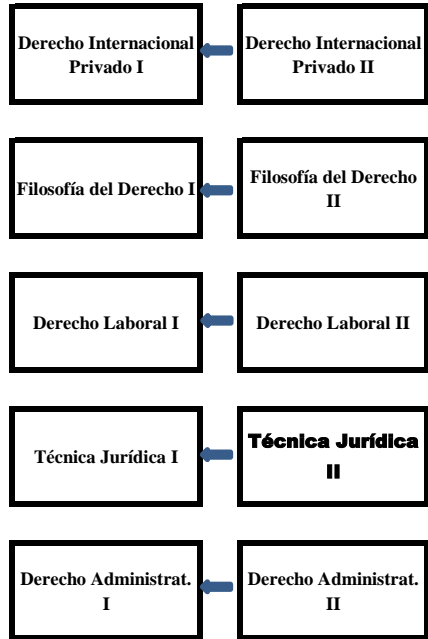 Derecho Internacional
Privado I
Derecho Internacional
Privado II
Filosofía del Derecho I
Filosofía del Derecho
II
Derecho Laboral I
Derecho Laboral II
Técnica Jurídica I
Técnica Jurídica
II
Derecho Administrat.
I
Derecho Administrat.
II